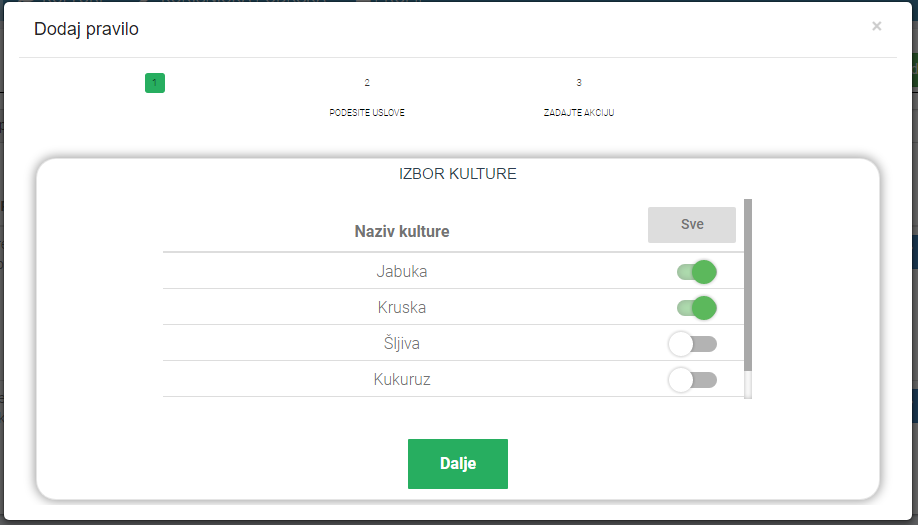 Dodaj pravilo
×
1 2 3
PODESITE USLOVE ZADAJTE AKCIJU
IZBOR KULTURE
Naziv kulture Sve
Jabuka
Kruska
Šljiva
Kukuruz
Dalje